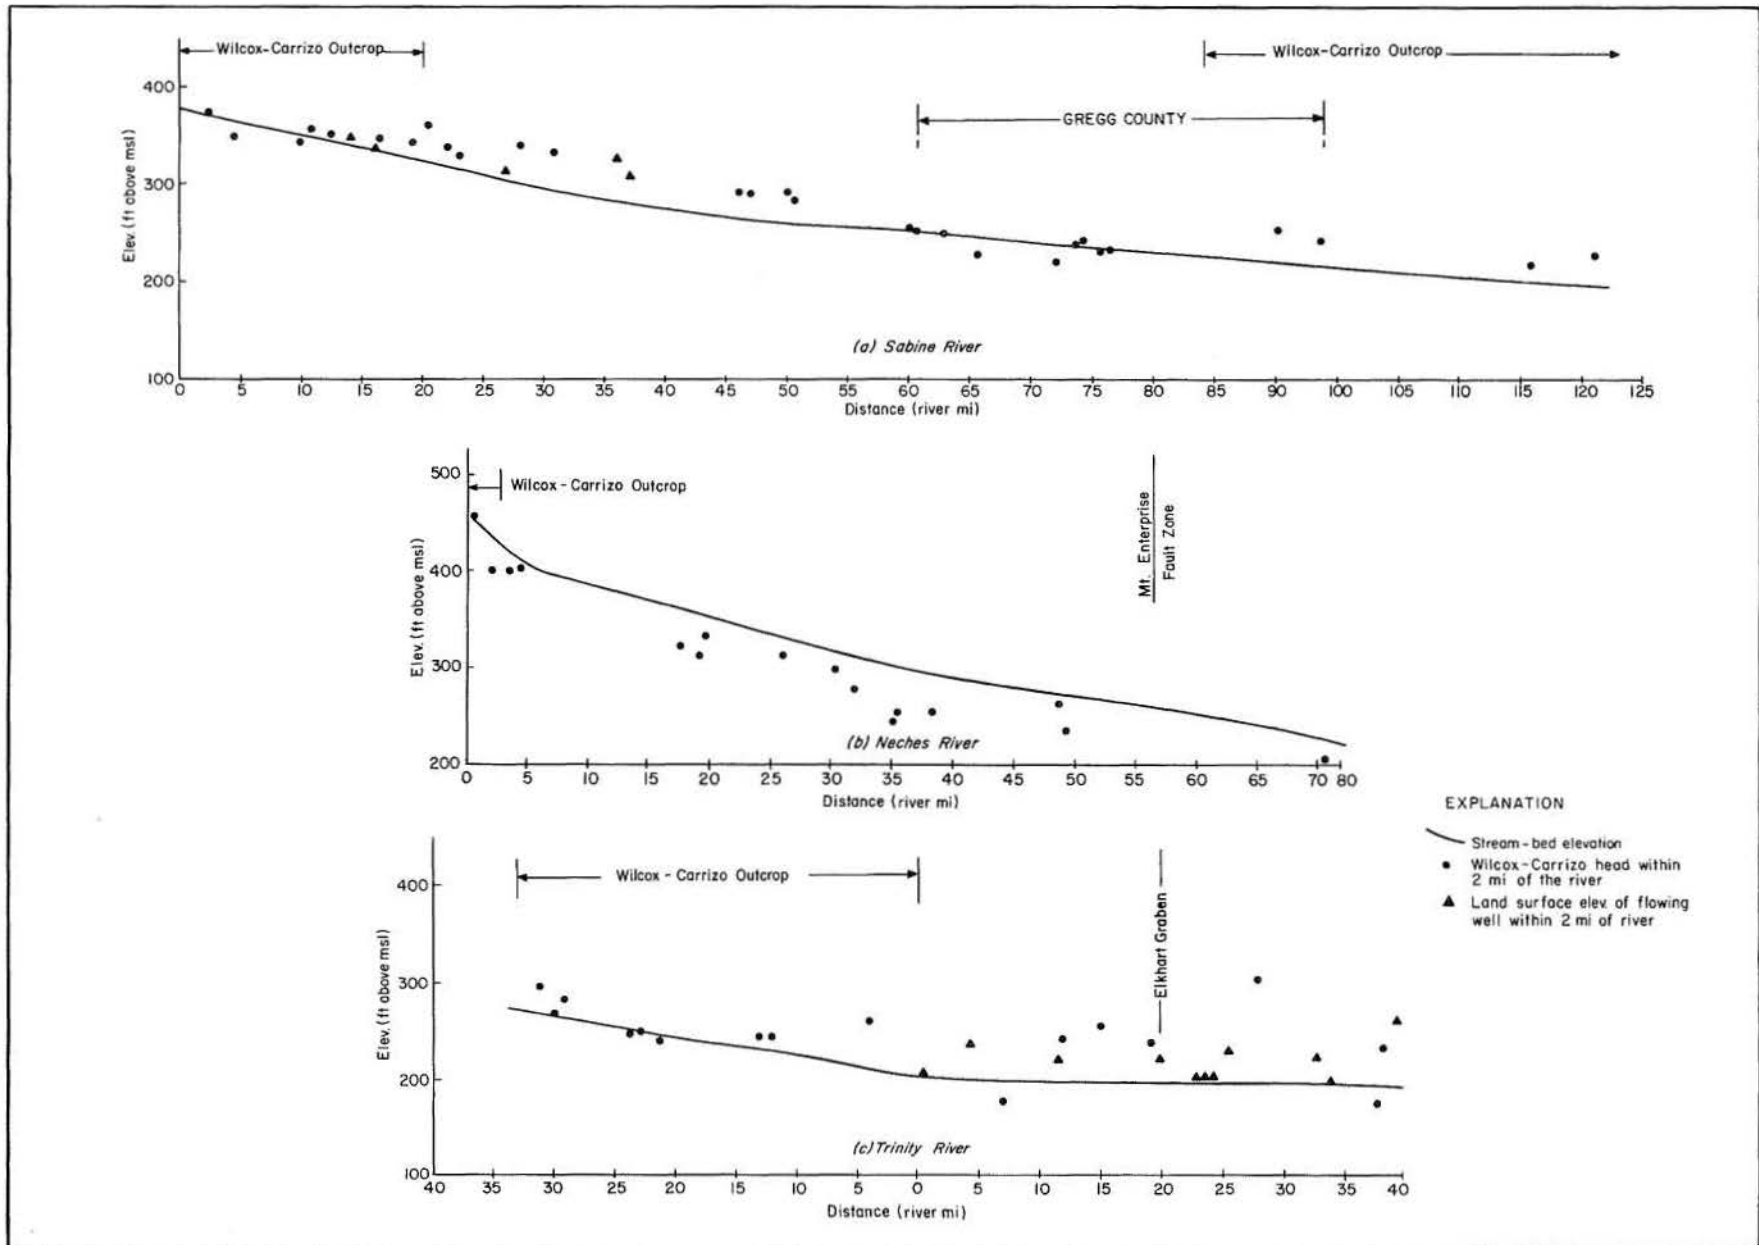 Wilcox-Carrizo Outcrop
Wilcox-Carrizo Outcrop
GREGG COUNTY
400
300
200
100
Elev. (ft above msl)
(a) Sabine River
0 5 10 15 20 25 30 35 40 45 50 55 60 65 70 75 80 85 90 95 100 105 110 115 120 125
Distance (river mi)
500
400
300
200
Elev. (ft above msl)
Wilcox-Carrizo Outcrop
Mt. Enterprise
Fault Zone
(b) Neches River
0 5 10 15 20 25 30 35 40 45 50 55 60 65 70 80
Distance (river mi)
EXPLANATION
Stream-bed elevation
Wilcox-Carrizo head within
2 mi of the river
Land surface elev. of flowing
well within 2 mi of river
400
300
200
100
Elev. (ft above msl)
Wilcox-Carrizo Outcrop
Elkhart Graben
(c) Trinity River
40 35 30 25 20 15 10 5 0 5 10 15 20 25 30 35 40
Distance (river mi)